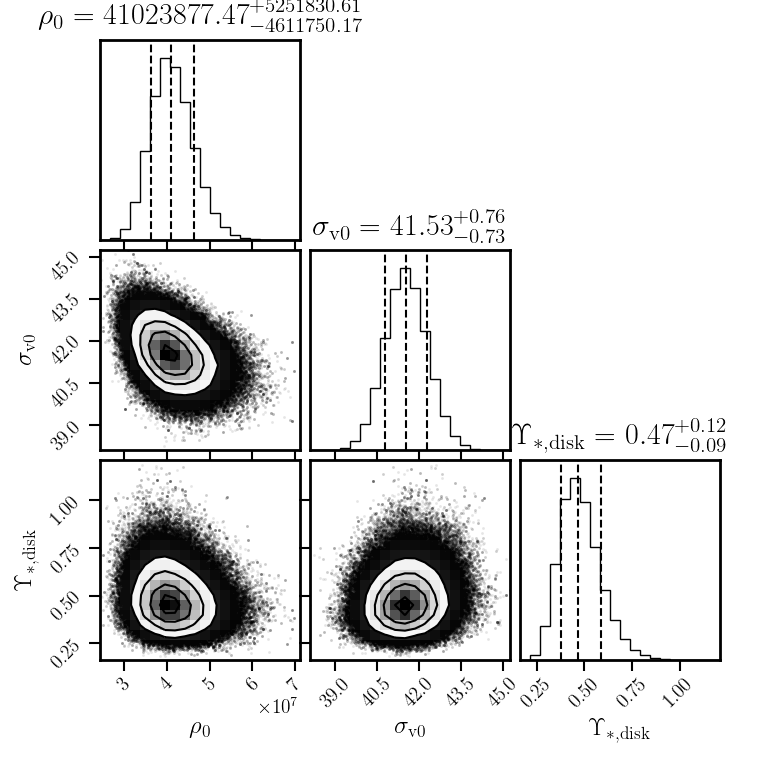 ρ₀ = 41023877.47⁺⁵²⁵¹⁸³⁰·⁶¹₋₄₆₁₁₇₅₀.₁₇
σᵥ₀ = 41.53⁺⁰·⁷⁶₋₀.₇₃
45.0
43.5
42.0
40.5
39.0
σᵥ₀
Υ∗,disk = 0.47⁺⁰·¹²₋₀.₀₉
1.00
0.75
0.50
0.25
Υ∗,disk
3 4 5 6 7
×10⁷
ρ₀
39.0 40.5 42.0 43.5 45.0
σᵥ₀
0.25 0.50 0.75 1.00
Υ∗,disk